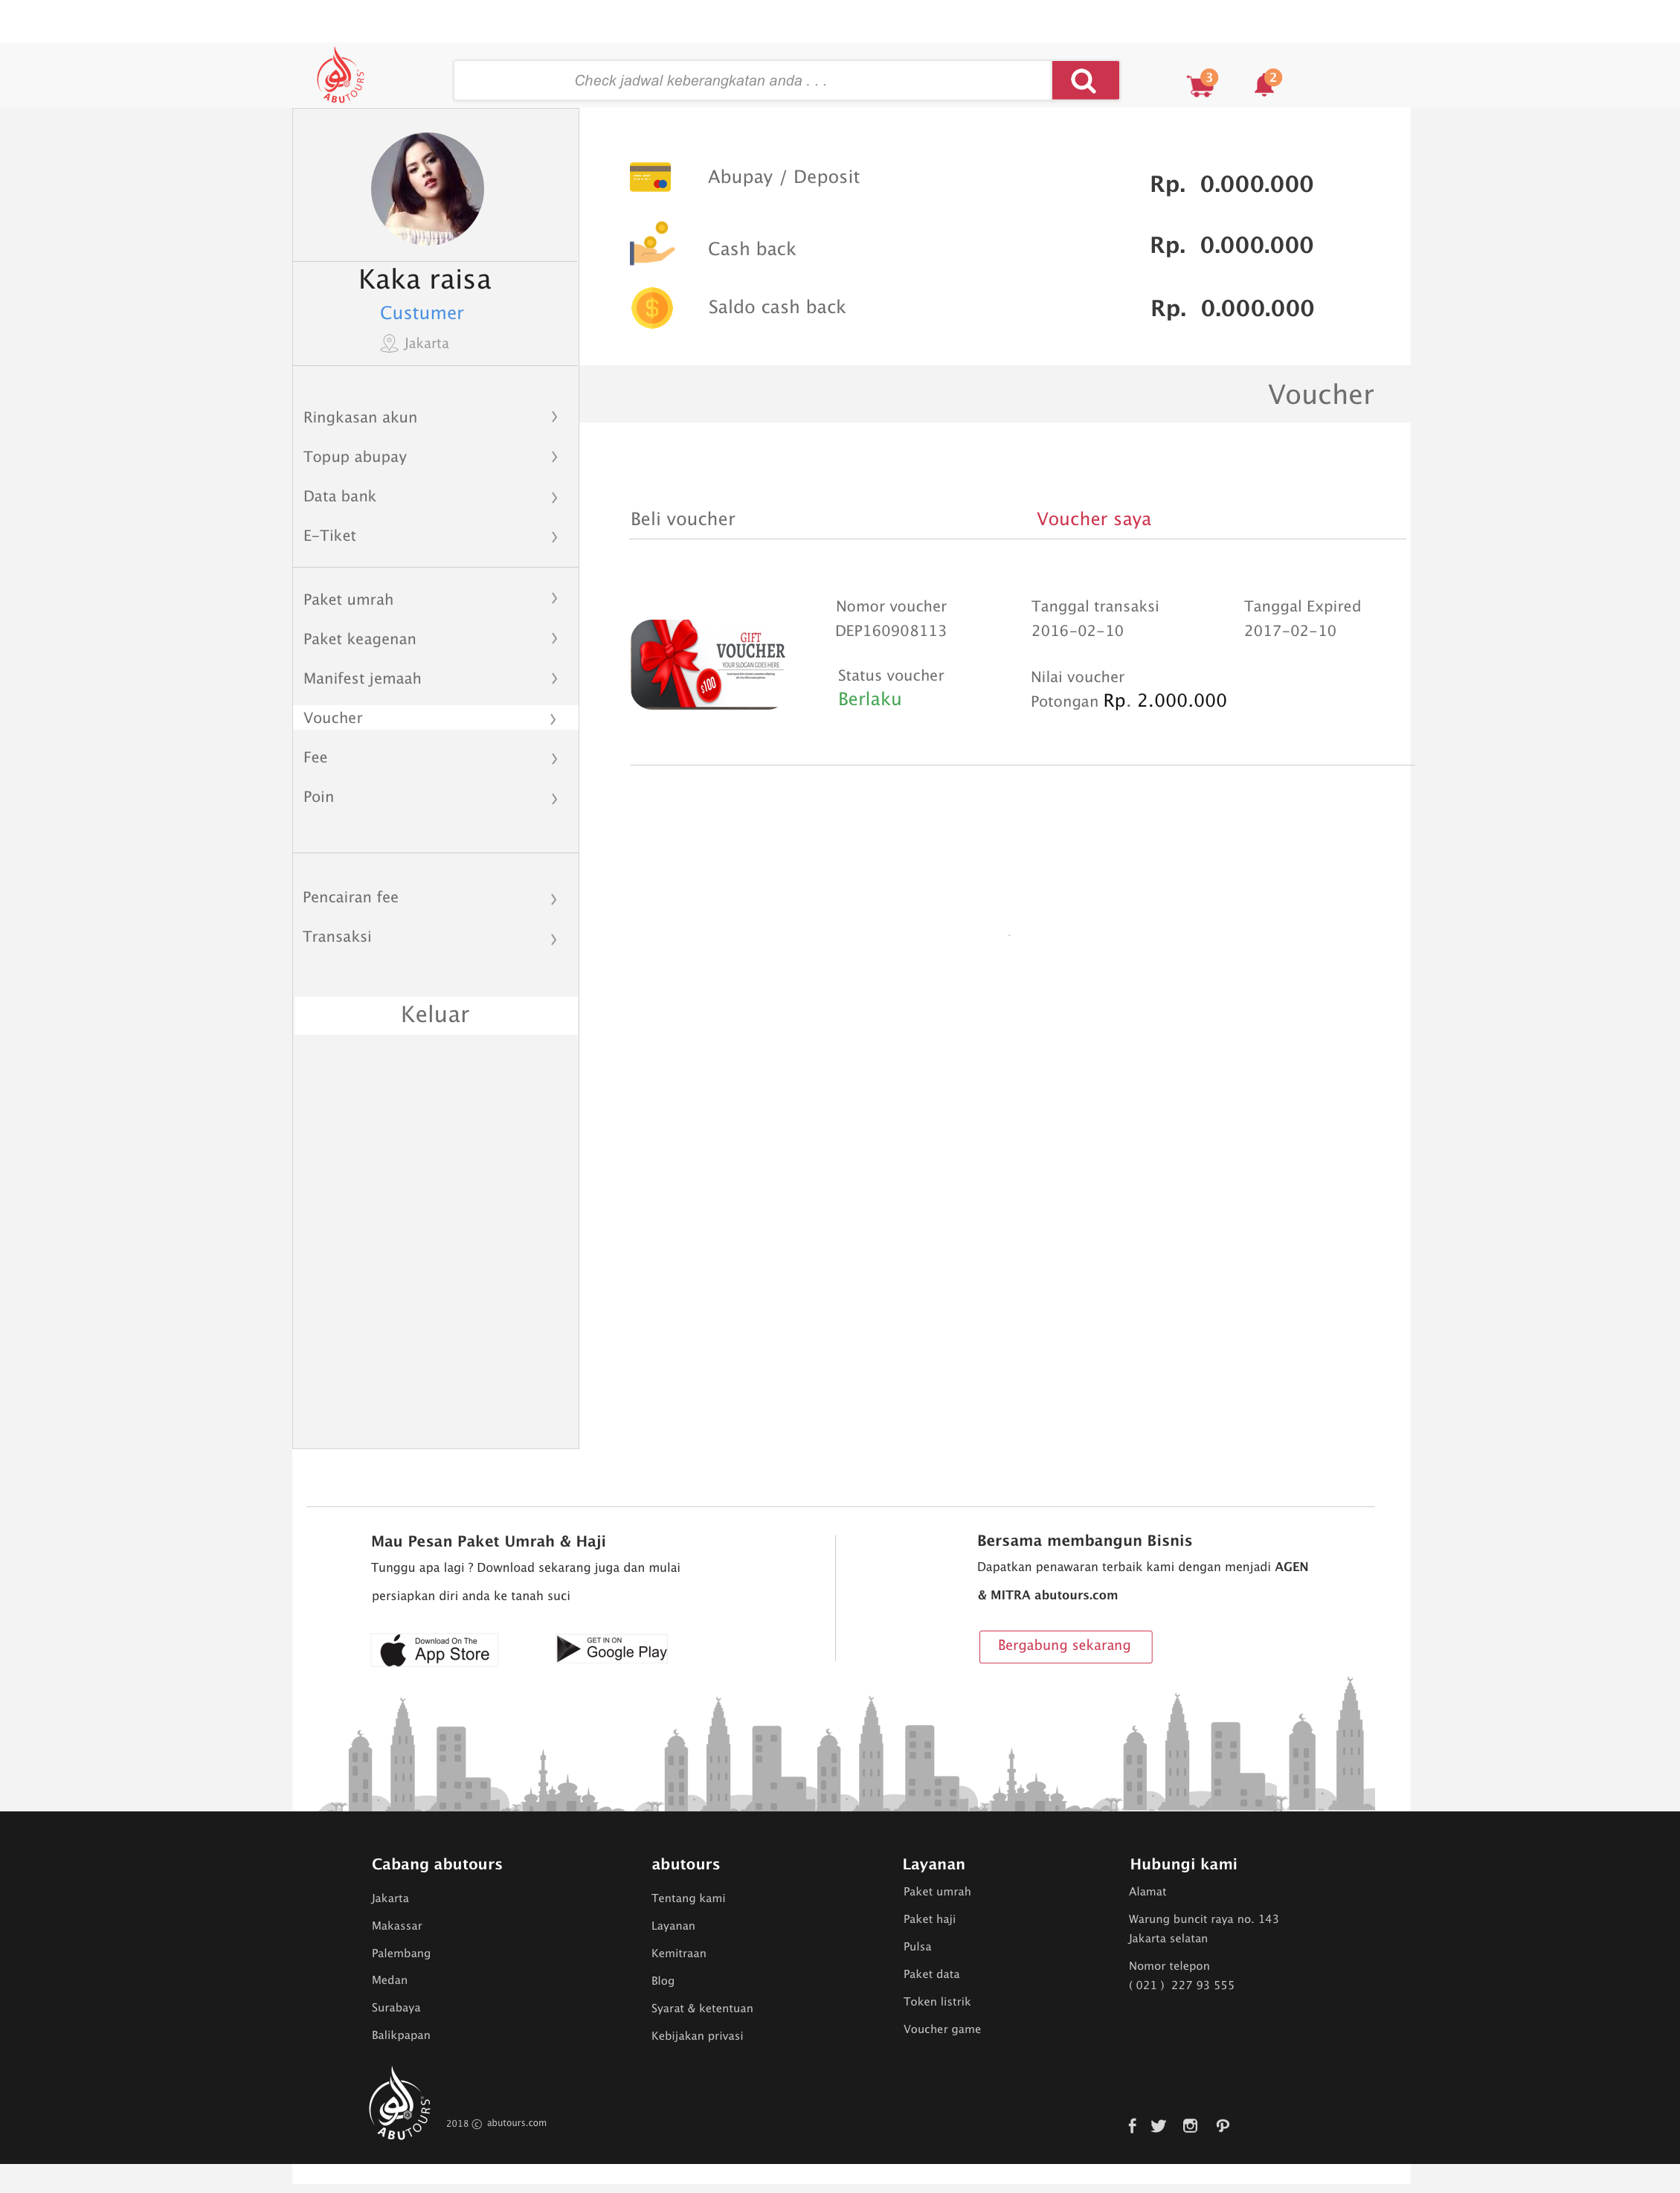 ABUTOURS
Check jadwal keberangkatan anda . . .
3
2
Kaka raisa
Custumer
Jakarta
Abupay / Deposit
Rp. 0.000.000
Cash back
Rp. 0.000.000
Saldo cash back
Rp. 0.000.000
Voucher
Ringkasan akun
Topup abupay
Data bank
E-Tiket
Paket umrah
Paket keagenan
Manifest jemaah
Voucher
Fee
Poin
Pencairan fee
Transaksi
Keluar
Beli voucher
Voucher saya
GIFT
VOUCHER
YOUR SLOGAN GOES HERE
$100
Nomor voucher
DEP160908113
Tanggal transaksi
2016-02-10
Tanggal Expired
2017-02-10
Status voucher
Berlaku
Nilai voucher
Potongan Rp. 2.000.000
Mau Pesan Paket Umrah & Haji
Tunggu apa lagi ? Download sekarang juga dan mulai
persiapkan diri anda ke tanah suci
Download On The
App Store
GET IN ON
Google Play
Bersama membangun Bisnis
Dapatkan penawaran terbaik kami dengan menjadi AGEN
& MITRA abutours.com
Bergabung sekarang
Cabang abutours
Jakarta
Makassar
Palembang
Medan
Surabaya
Balikpapan
abutours
Tentang kami
Layanan
Kemitraan
Blog
Syarat & ketentuan
Kebijakan privasi
Layanan
Paket umrah
Paket haji
Pulsa
Paket data
Token listrik
Voucher game
Hubungi kami
Alamat
Warung buncit raya no. 143
Jakarta selatan
Nomor telepon
( 021 ) 227 93 555
ABUTOURS
2018 © abutours.com